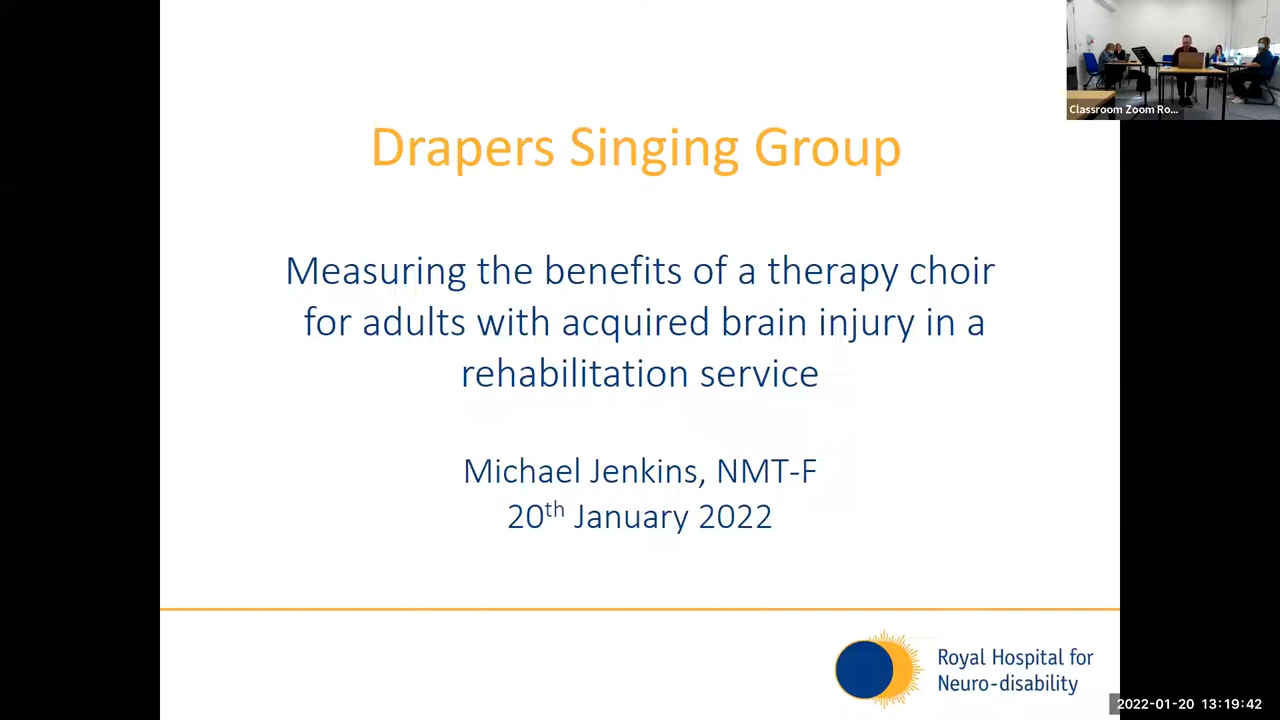 Drapers Singing Group
Classroom Zoom Ro...
Measuring the benefits of a therapy choir
for adults with acquired brain injury in a
rehabilitation service
Michael Jenkins, NMT-F
20th January 2022
Royal Hospital for
Neuro-disability
2022-01-20 13:19:42